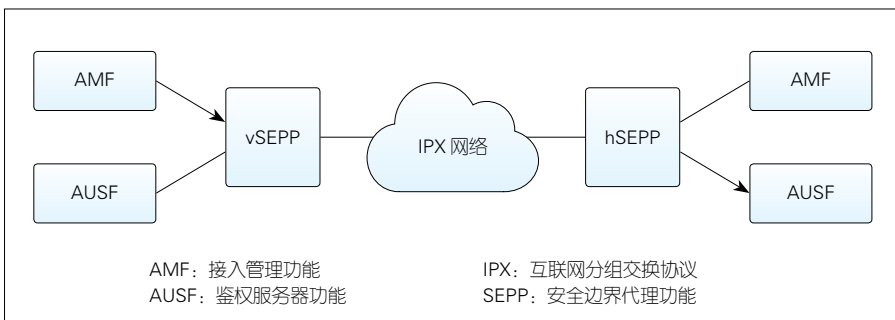 AMF
AUSF
vSEPP
IPX 网络
hSEPP
AMF
AUSF
AMF：接入管理功能
AUSF：鉴权服务器功能
IPX：互联网分组交换协议
SEPP：安全边界代理功能